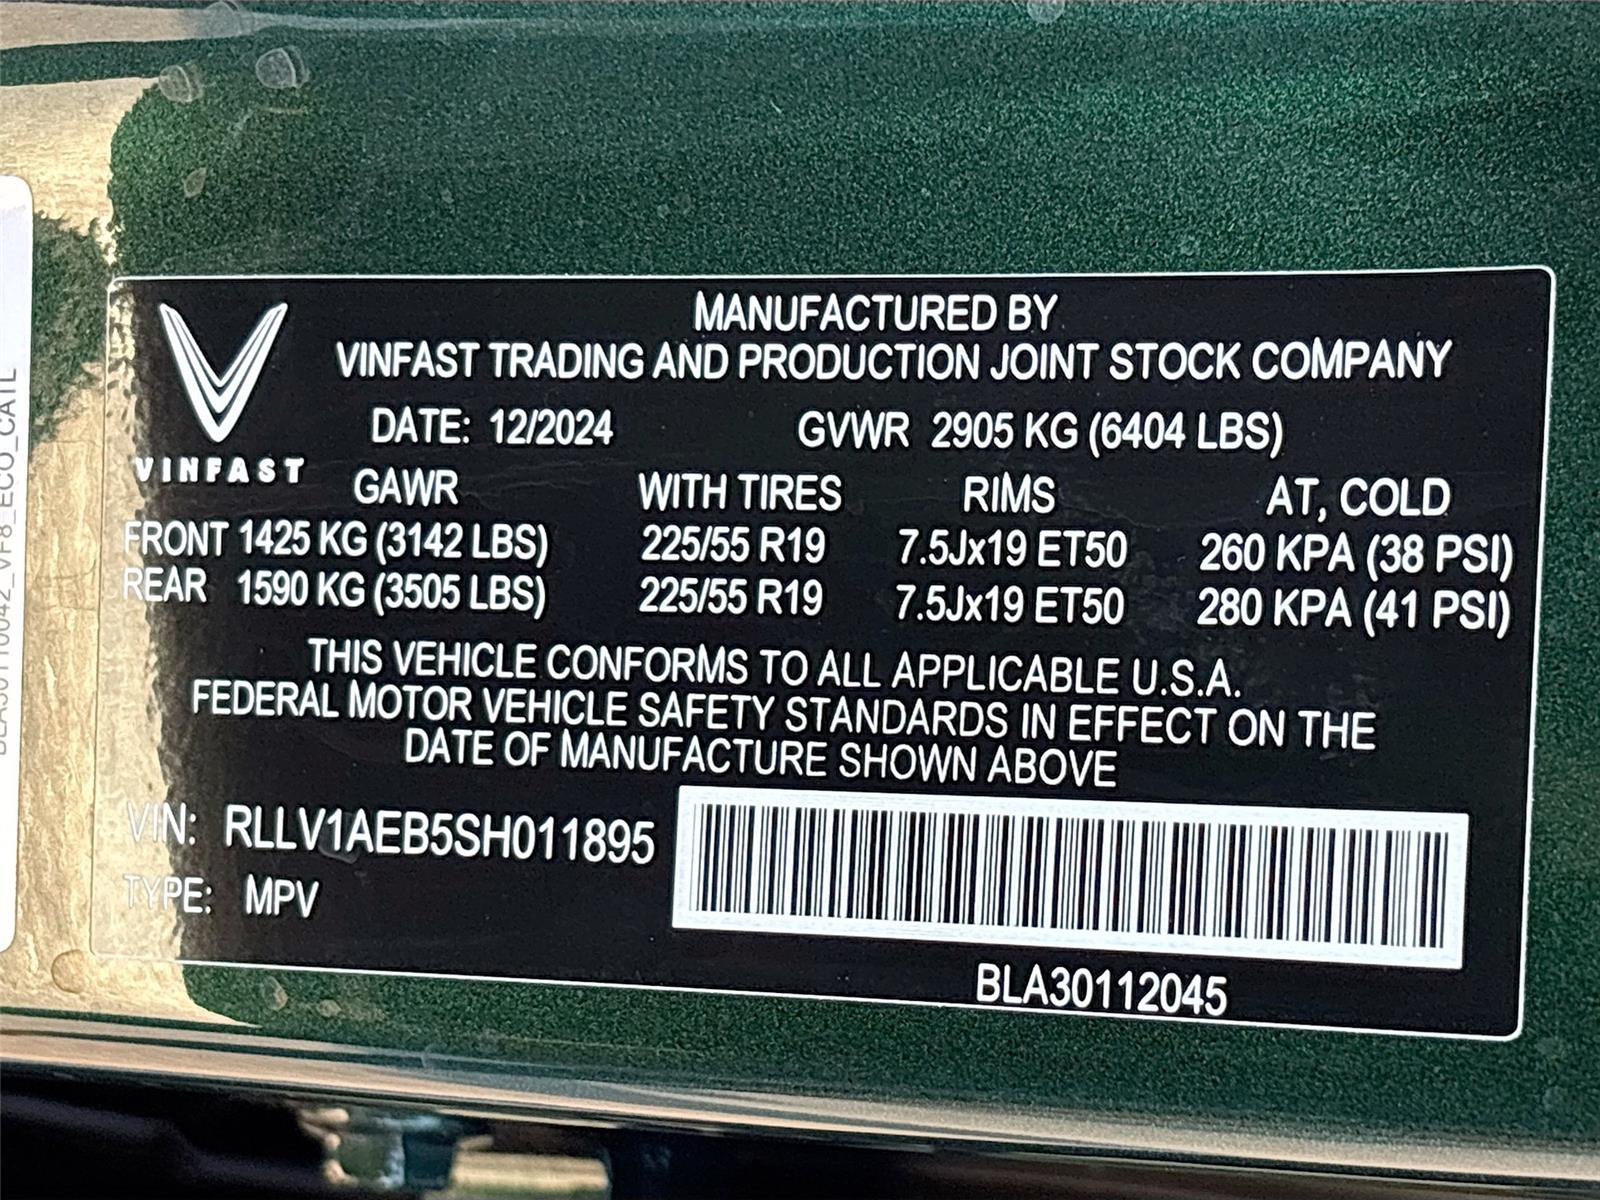 MANUFACTURED BY
VINFAST TRADING AND PRODUCTION JOINT STOCK COMPANY
DATE: 12/2024 GVWR 2905 KG (6404 LBS)
VINFAST
GAWR WITH TIRES RIMS AT, COLD
FRONT 1425 KG (3142 LBS) 225/55 R19 7.5Jx19 ET50 260 KPA (38 PSI)
REAR 1590 KG (3505 LBS) 225/55 R19 7.5Jx19 ET50 280 KPA (41 PSI)
THIS VEHICLE CONFORMS TO ALL APPLICABLE U.S.A.
FEDERAL MOTOR VEHICLE SAFETY STANDARDS IN EFFECT ON THE
DATE OF MANUFACTURE SHOWN ABOVE
VIN: RLLV1AEB5SH011895
TYPE: MPV
BLA30112045
BLA30110042_VF8_ECO_CATL